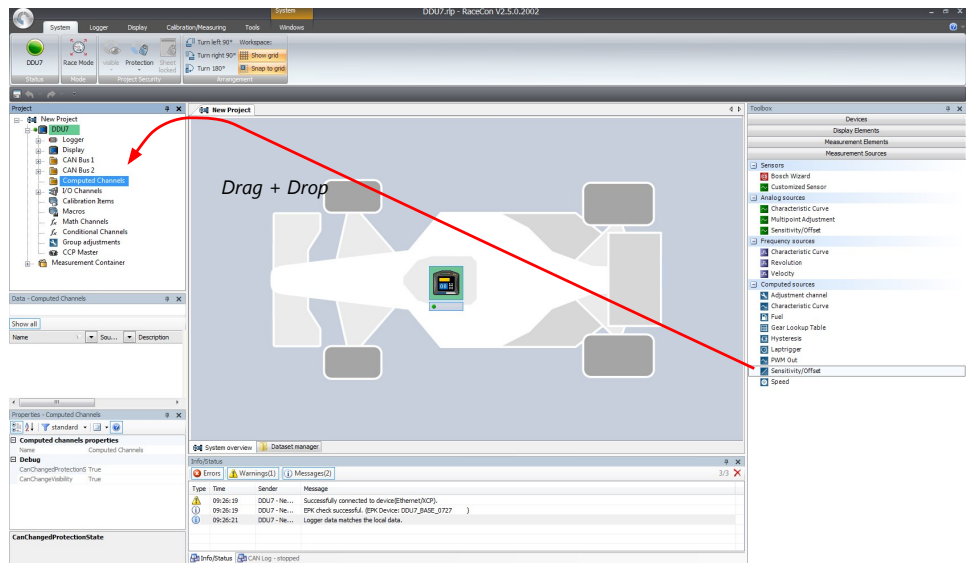 System
DDU7.rlp - RaceCon V2.5.0.2002
System Logger Display Calibration/Measuring Tools Windows
DDU7
Race Mode
visible
Protection
Sheet locked
Turn left 90°
Turn right 90°
Turn 180°
Workspace:
Show grid
Snap to grid
Status Mode Project Security Arrangement
Project
New Project
DDU7
Logger
Display
CAN Bus 1
CAN Bus 2
Computed Channels
I/O Channels
Calibration Items
Macros
fx Math Channels
fx Conditional Channels
Group adjustments
CCP Master
Measurement Container
Data - Computed Channels
Show all
Name Sou... Description
Properties - Computed Channels
standard
Computed channels properties
Name Computed Channels
Debug
CanChangedProtectionS True
CanChangeVisibility True
CanChangedProtectionState
New Project
Drag + Drop
System overview Dataset manager
Info/Status
Errors Warnings(1) Messages(2) 3/3
Type Time Sender Message
09:26:19 DDU7 - Ne... Successfully connected to device(Ethernet/XCP).
09:26:19 DDU7 - Ne... EPK check successful. (EPK Device: DDU7_BASE_0727 )
09:26:21 DDU7 - Ne... Logger data matches the local data.
Info/Status CAN Log - stopped
Toolbox
Devices
Display Elements
Measurement Elements
Measurement Sources
Sensors
Bosch Wizard
Customized Sensor
Analog sources
Characteristic Curve
Multipoint Adjustment
Sensitivity/Offset
Frequency sources
Characteristic Curve
Revolution
Velocity
Computed sources
Adjustment channel
Characteristic Curve
Fuel
Gear Lookup Table
Hysteresis
Laptrigger
PWM Out
Sensitivity/Offset
Speed